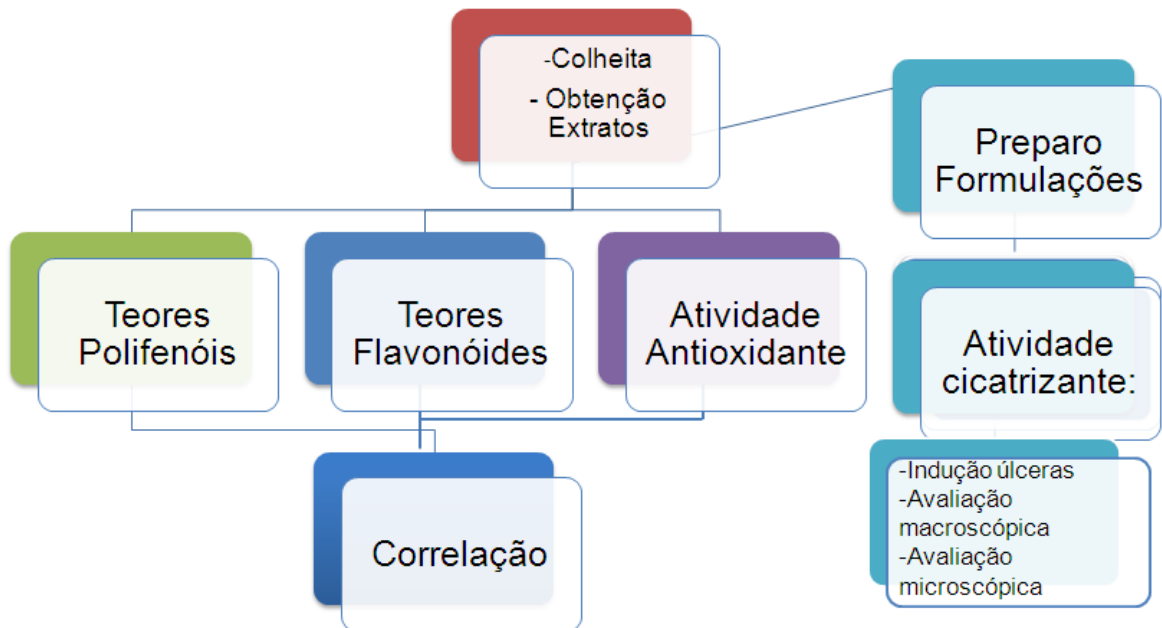 -Colheita
- Obtenção
Extratos
Preparo
Formulações
Teores
Polifenóis
Teores
Flavonóides
Atividade
Antioxidante
Atividade
cicatrizante:
Correlação
-Indução úlceras
-Avaliação
macroscópica
-Avaliação
microscópica